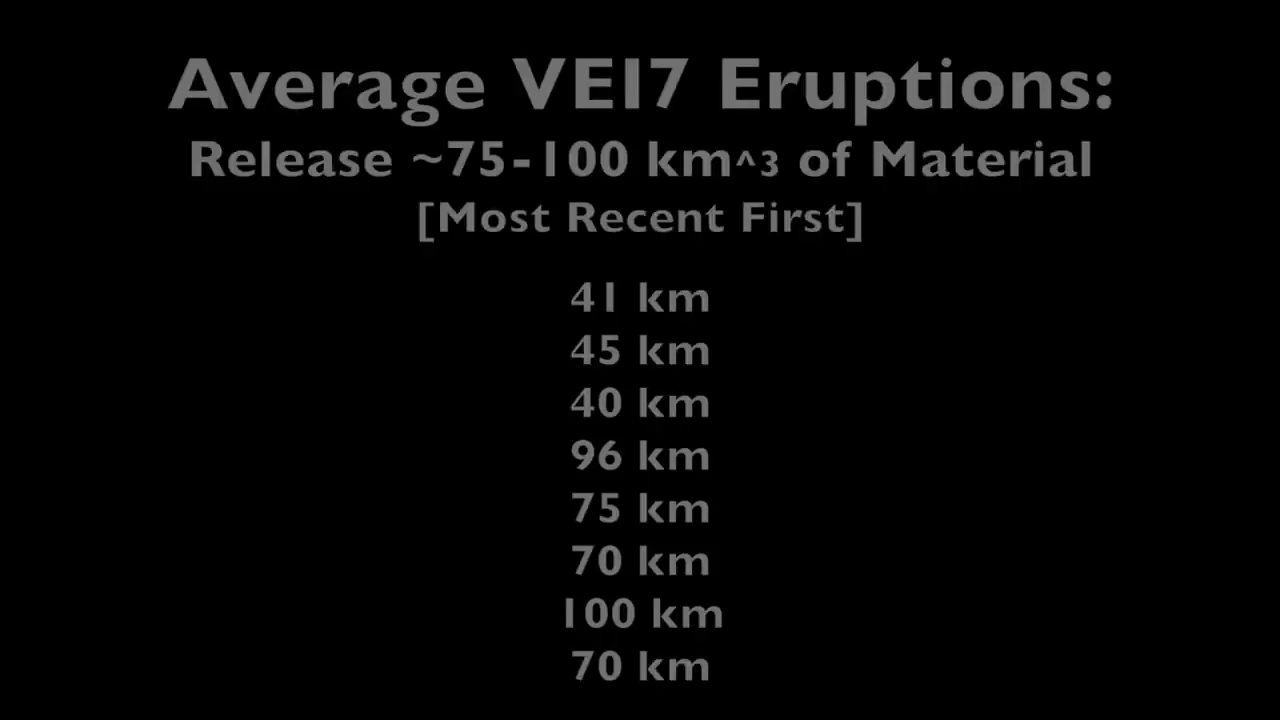 Average VEI7 Eruptions:
Release ~75-100 km^3 of Material
[Most Recent First]
41 km
45 km
40 km
96 km
75 km
70 km
100 km
70 km